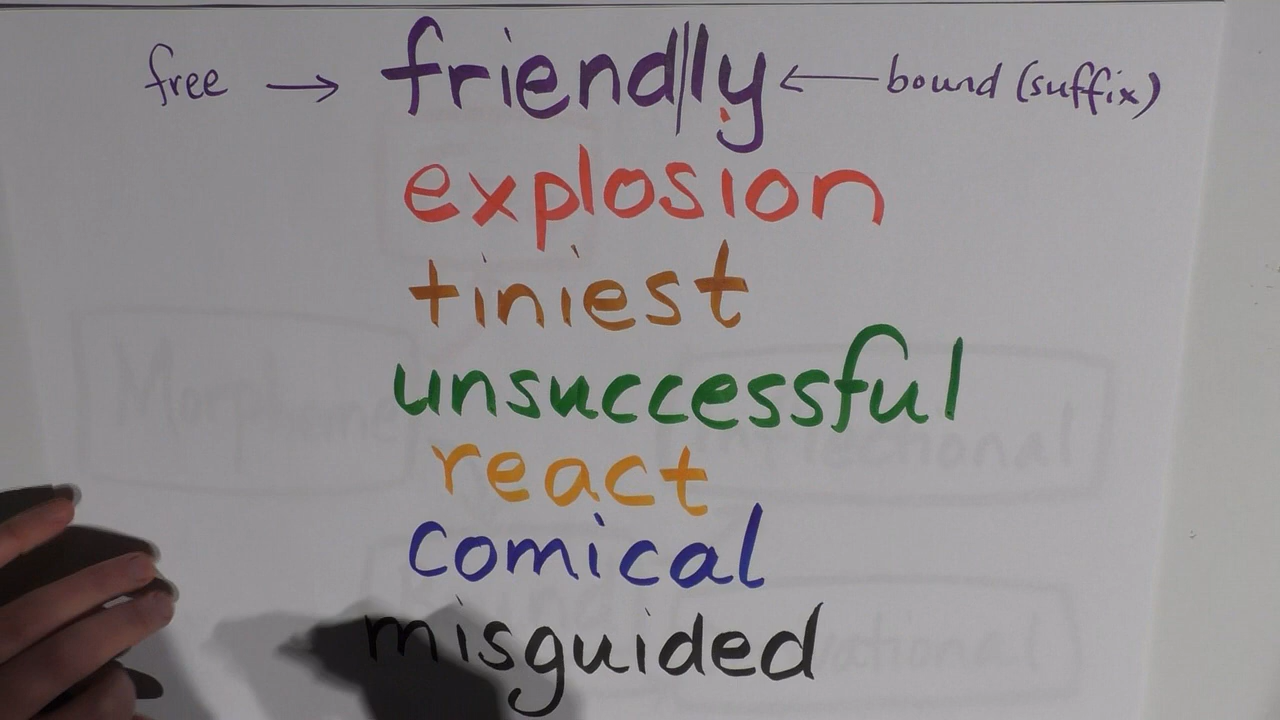 free → friend|ly ← bound (suffix)
explosion
tiniest
unsuccessful
react
comical
misguided